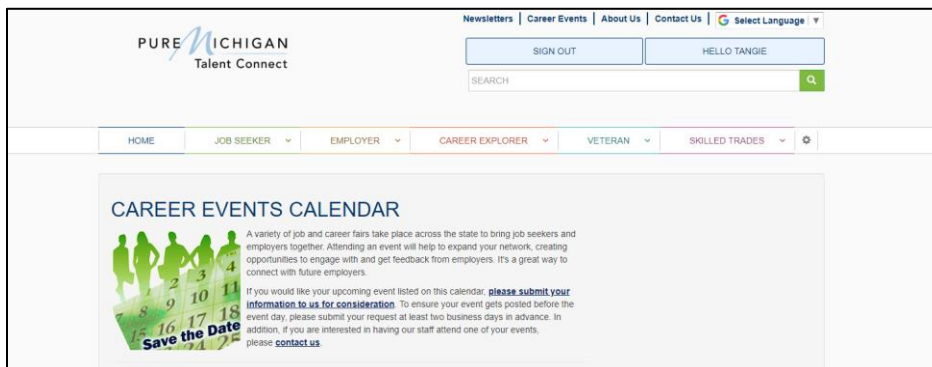 Newsletters | Career Events | About Us | Contact Us | G Select Language | ▼
PURE MICHIGAN
Talent Connect
SIGN OUT
HELLO TANGIE
SEARCH
HOME
JOB SEEKER
EMPLOYER
CAREER EXPLORER
VETERAN
SKILLED TRADES
CAREER EVENTS CALENDAR
A variety of job and career fairs take place across the state to bring job seekers and
employers together. Attending an event will help to expand your network, creating
opportunities to engage with and get feedback from employers. It's a great way to
connect with future employers.
If you would like your upcoming event listed on this calendar, please submit your
information to us for consideration. To ensure your event gets posted before the
event day, please submit your request at least two business days in advance. In
addition, if you are interested in having our staff attend one of your events,
please contact us.
2 3 4
8 9 10 11
15 16 17 18
24 25
Save the Date